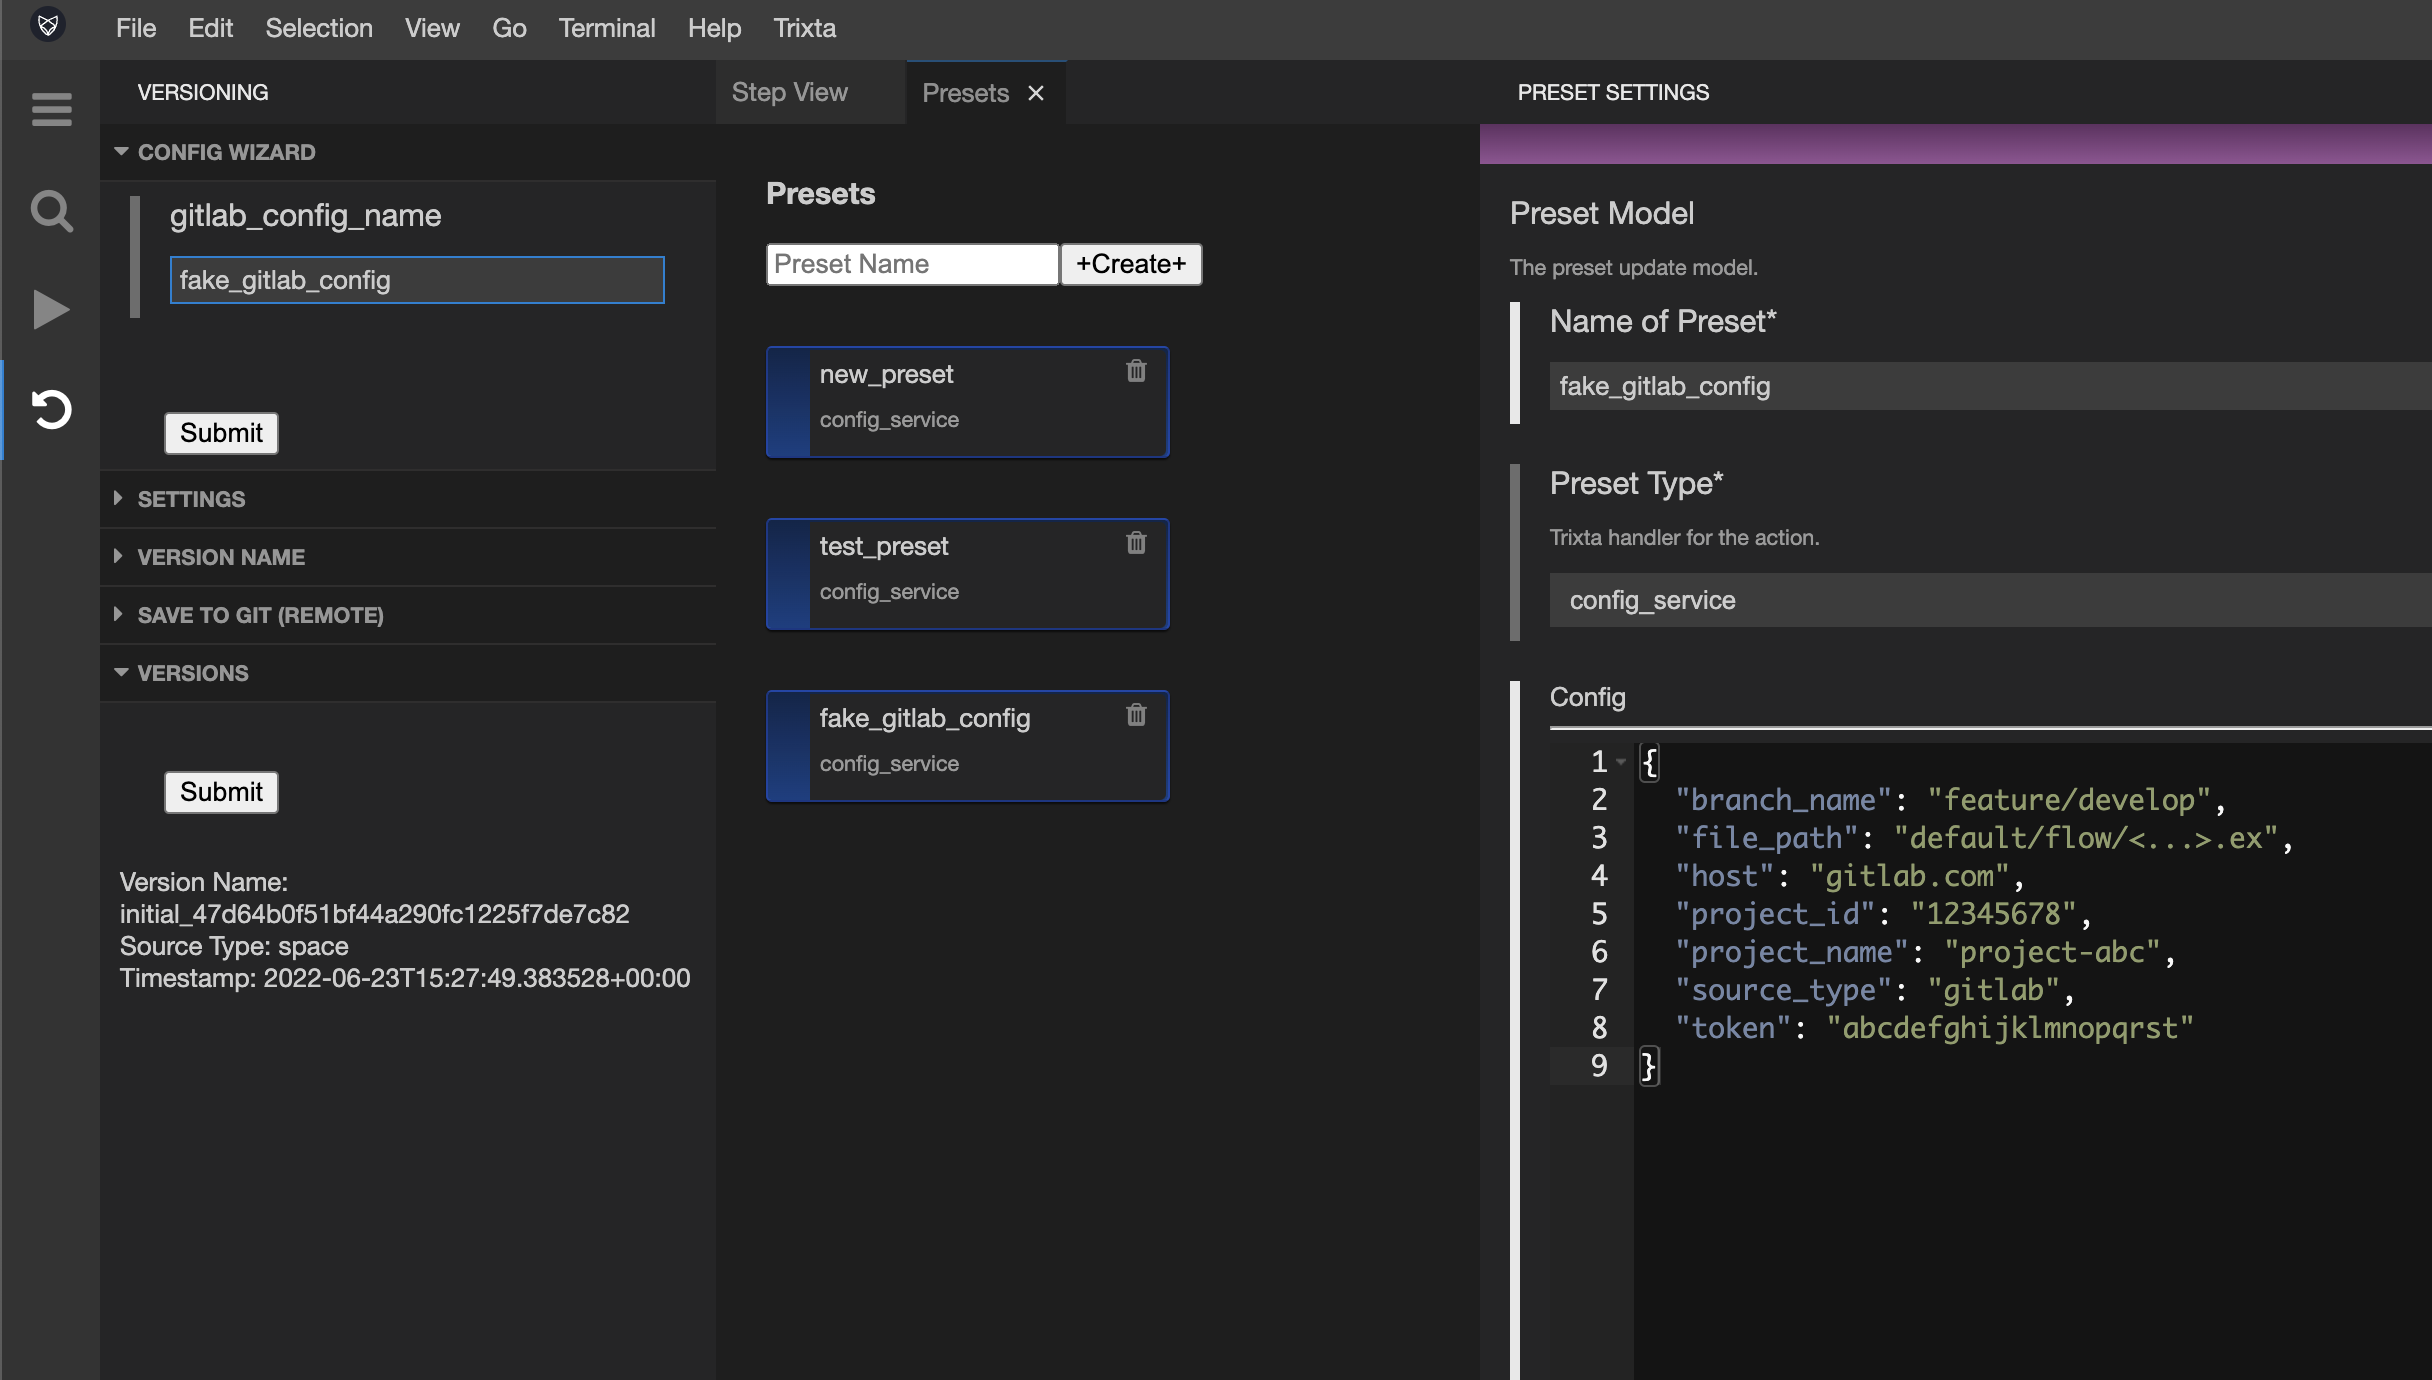 File Edit Selection View Go Terminal Help Trixta
VERSIONING
CONFIG WIZARD
gitlab_config_name
fake_gitlab_config
Submit
SETTINGS
VERSION NAME
SAVE TO GIT (REMOTE)
VERSIONS
Submit
Version Name:
initial_47d64b0f51bf44a290fc1225f7de7c82
Source Type: space
Timestamp: 2022-06-23T15:27:49.383528+00:00
Step View Presets ×
Presets
Preset Name +Create+
new_preset
config_service
test_preset
config_service
fake_gitlab_config
config_service
PRESET SETTINGS
Preset Model
The preset update model.
Name of Preset*
fake_gitlab_config
Preset Type*
Trixta handler for the action.
config_service
Config
1 {
2 "branch_name": "feature/develop",
3 "file_path": "default/flow/<...>.ex",
4 "host": "gitlab.com",
5 "project_id": "12345678",
6 "project_name": "project-abc",
7 "source_type": "gitlab",
8 "token": "abcdefghijklmnopqrst"
9 }